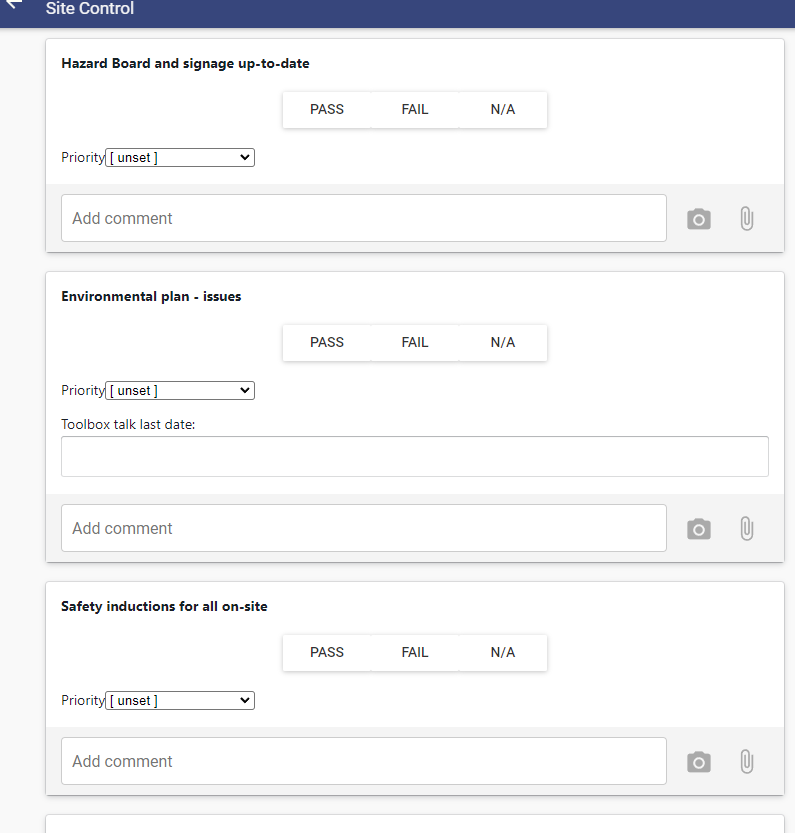 Site Control
Hazard Board and signage up-to-date
PASS FAIL N/A
Priority [ unset ]
Add comment
Environmental plan - issues
PASS FAIL N/A
Priority [ unset ]
Toolbox talk last date:
Add comment
Safety inductions for all on-site
PASS FAIL N/A
Priority [ unset ]
Add comment